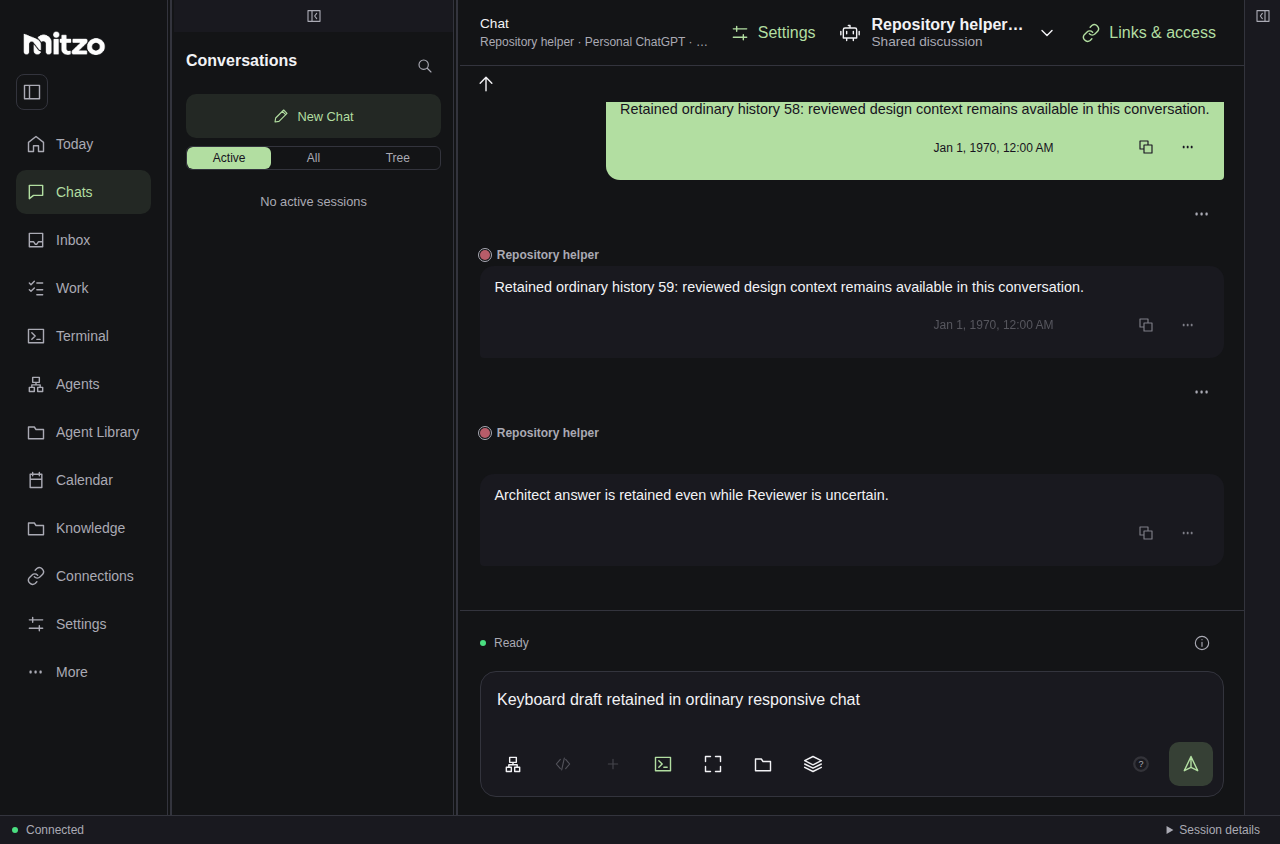 mitzo
Today
Chats
Inbox
Work
Terminal
Agents
Agent Library
Calendar
Knowledge
Connections
Settings
More
Conversations
New Chat
Active All Tree
No active sessions
Chat
Repository helper · Personal ChatGPT · …
Settings
Repository helper…
Shared discussion
Links & access
Retained ordinary history 58: reviewed design context remains available in this conversation.
Jan 1, 1970, 12:00 AM
Repository helper
Retained ordinary history 59: reviewed design context remains available in this conversation.
Jan 1, 1970, 12:00 AM
Repository helper
Architect answer is retained even while Reviewer is uncertain.
Ready
Keyboard draft retained in ordinary responsive chat
?
Connected
Session details